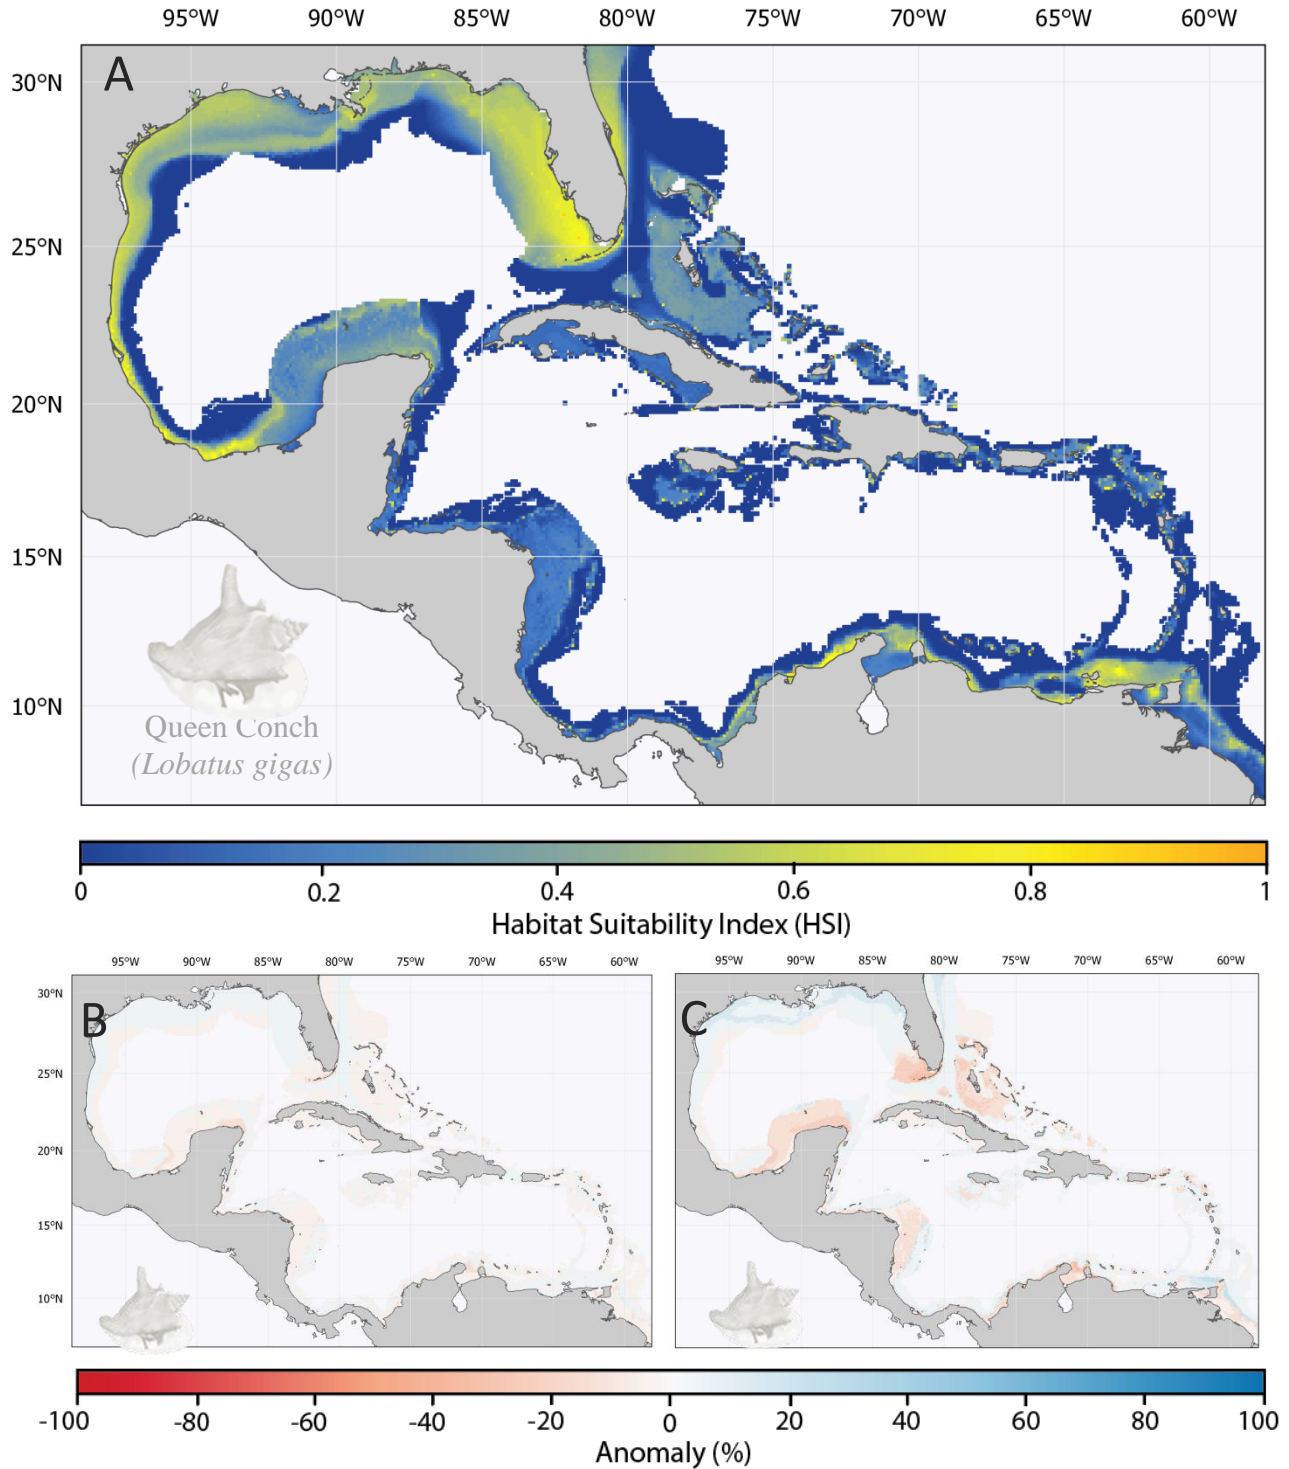 95°W 90°W 85°W 80°W 75°W 70°W 65°W 60°W
A
30°N
25°N
20°N
15°N
10°N
Queen Conch
(Lobatus gigas)
0 0.2 0.4 0.6 0.8 1
Habitat Suitability Index (HSI)
95°W 90°W 85°W 80°W 75°W 70°W 65°W 60°W
B
30°N
25°N
20°N
15°N
10°N
95°W 90°W 85°W 80°W 75°W 70°W 65°W 60°W
C
30°N
25°N
20°N
15°N
10°N
-100 -80 -60 -40 -20 0 20 40 60 80 100
Anomaly (%)